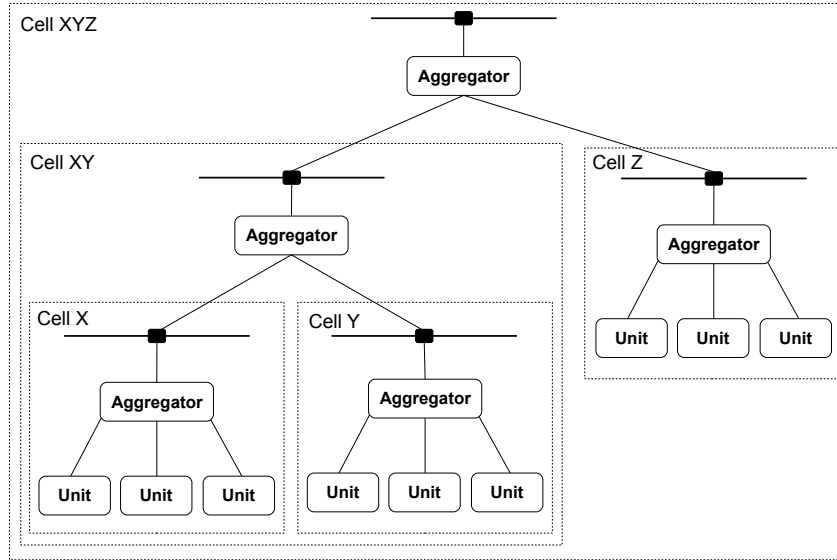 Cell XYZ
Aggregator
Cell XY
Cell Z
Aggregator
Aggregator
Cell X
Cell Y
Unit
Unit
Unit
Aggregator
Aggregator
Unit
Unit
Unit
Unit
Unit
Unit